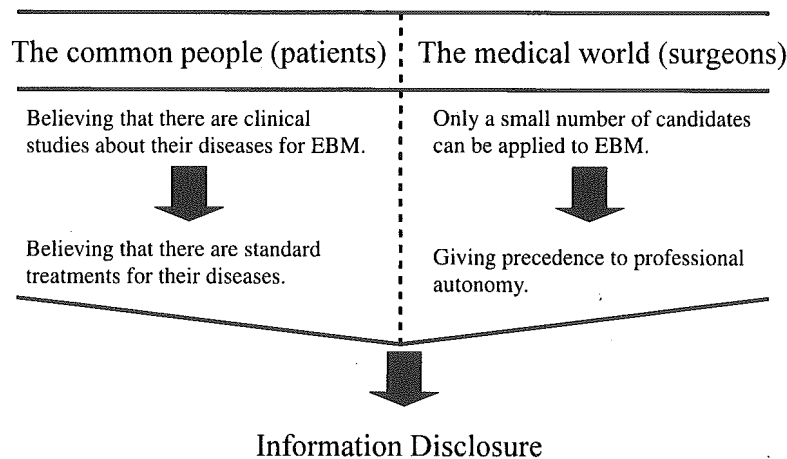 The common people (patients)
The medical world (surgeons)
Believing that there are clinical
studies about their diseases for EBM.
Believing that there are standard
treatments for their diseases.
Only a small number of candidates
can be applied to EBM.
Giving precedence to professional
autonomy.
Information Disclosure